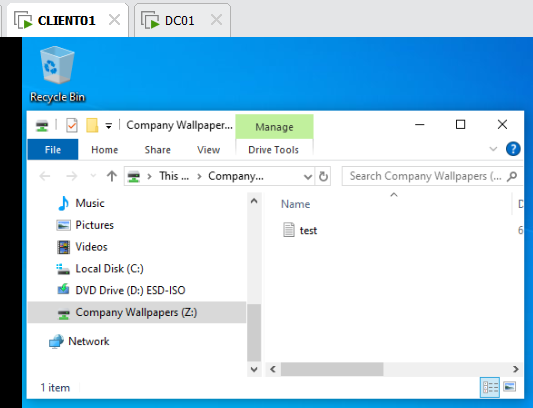 CLIENT01
DC01
Recycle Bin
Company Wallpaper...
Manage
File
Home
Share
View
Drive Tools
This ...
Company...
Search Company Wallpapers (...
Music
Pictures
Videos
Local Disk (C:)
DVD Drive (D:) ESD-ISO
Company Wallpapers (Z:)
Network
Name
test
1 item